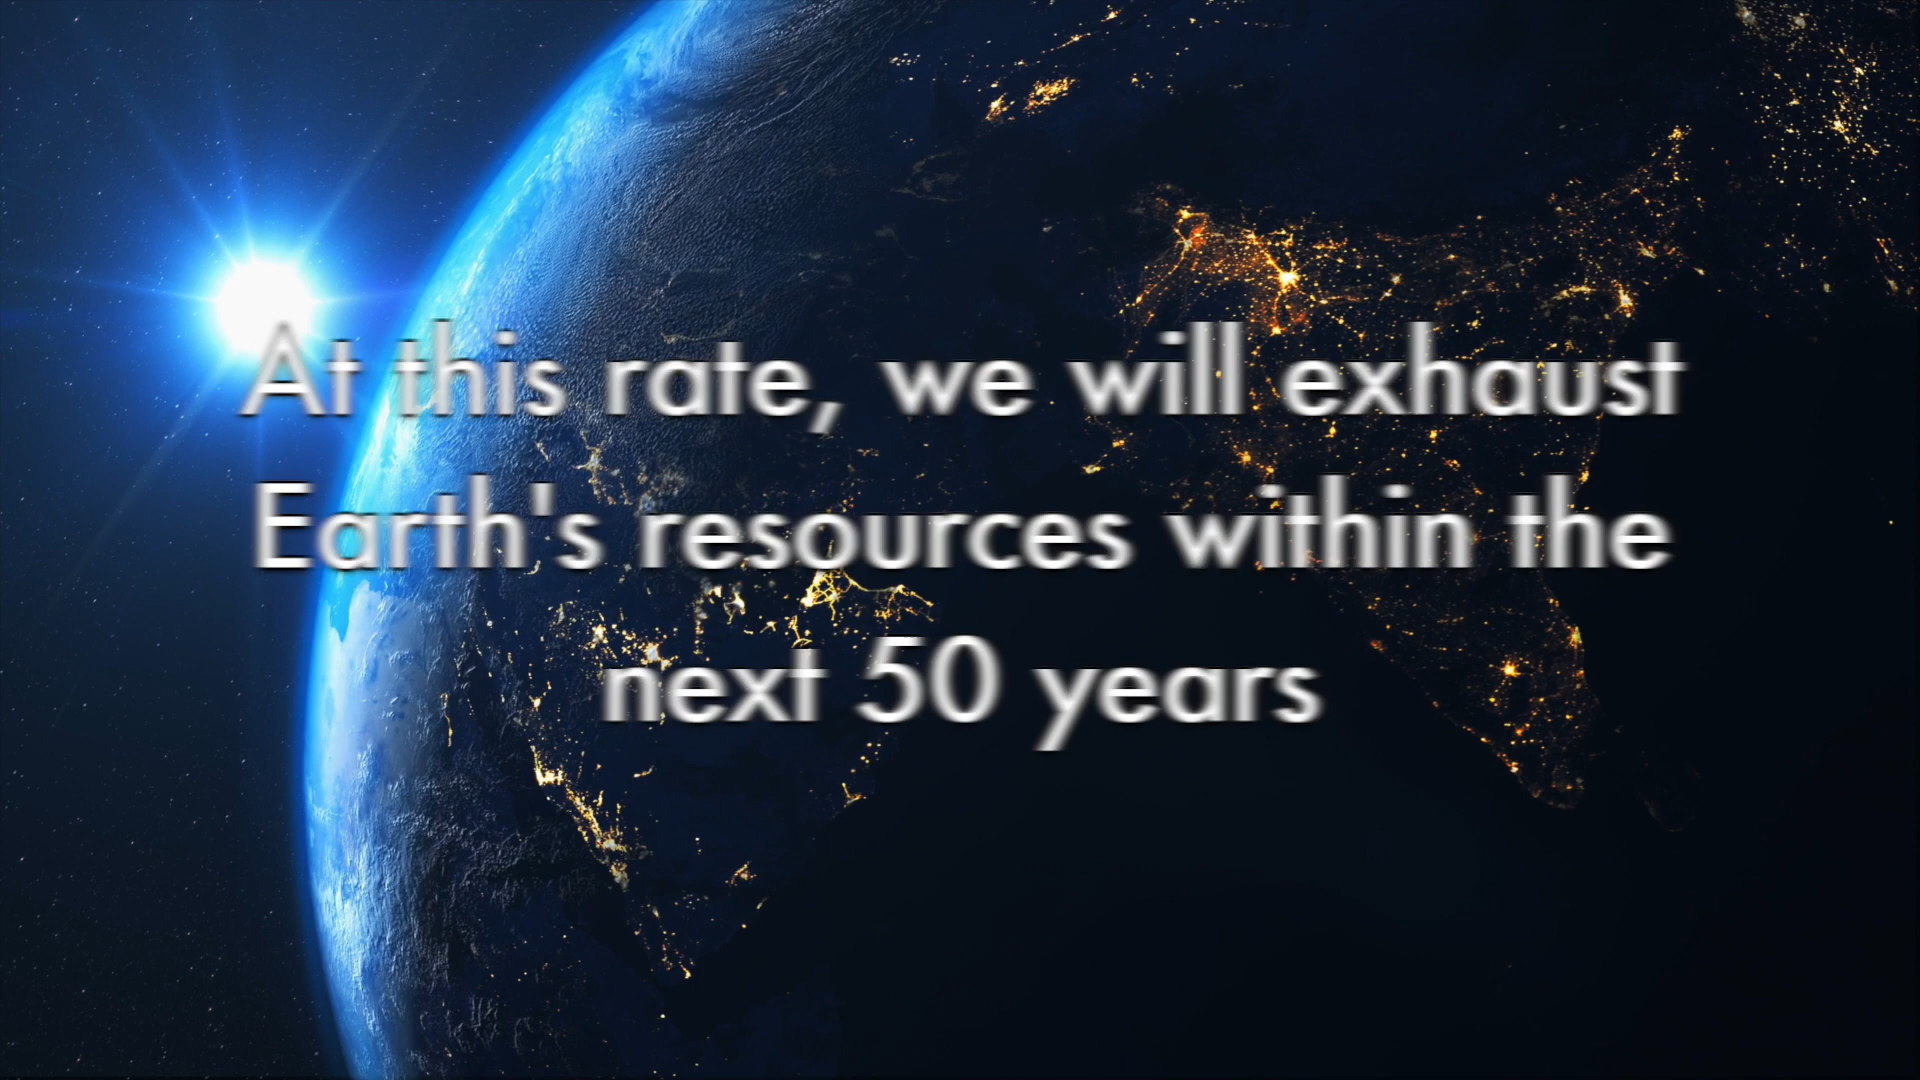 At this rate, we will exhaust
Earth's resources within the
next 50 years